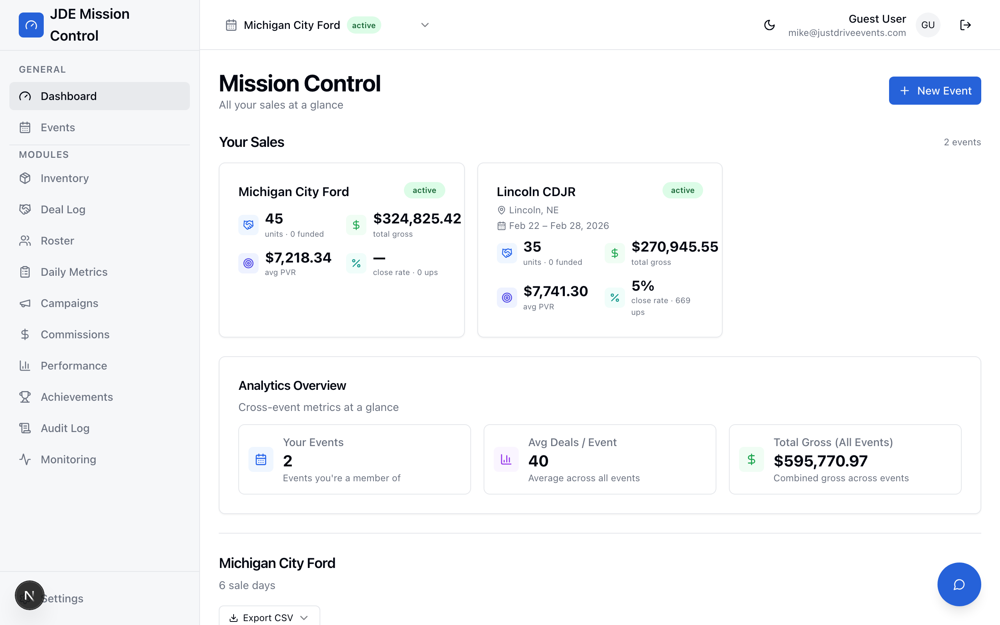 JDE Mission
Control
GENERAL
Dashboard
Events
MODULES
Inventory
Deal Log
Roster
Daily Metrics
Campaigns
Commissions
Performance
Achievements
Audit Log
Monitoring
N
Settings
Michigan City Ford active
Guest User
mike@justdriveevents.com
GU
Mission Control
All your sales at a glance
+ New Event
Your Sales
2 events
Michigan City Ford active
45
units · 0 funded
$324,825.42
total gross
$7,218.34
avg PVR
—
close rate · 0 ups
Lincoln CDJR active
Lincoln, NE
Feb 22 – Feb 28, 2026
35
units · 0 funded
$270,945.55
total gross
$7,741.30
avg PVR
5%
close rate · 669
ups
Analytics Overview
Cross-event metrics at a glance
Your Events
2
Events you're a member of
Avg Deals / Event
40
Average across all events
Total Gross (All Events)
$595,770.97
Combined gross across events
Michigan City Ford
6 sale days
Export CSV